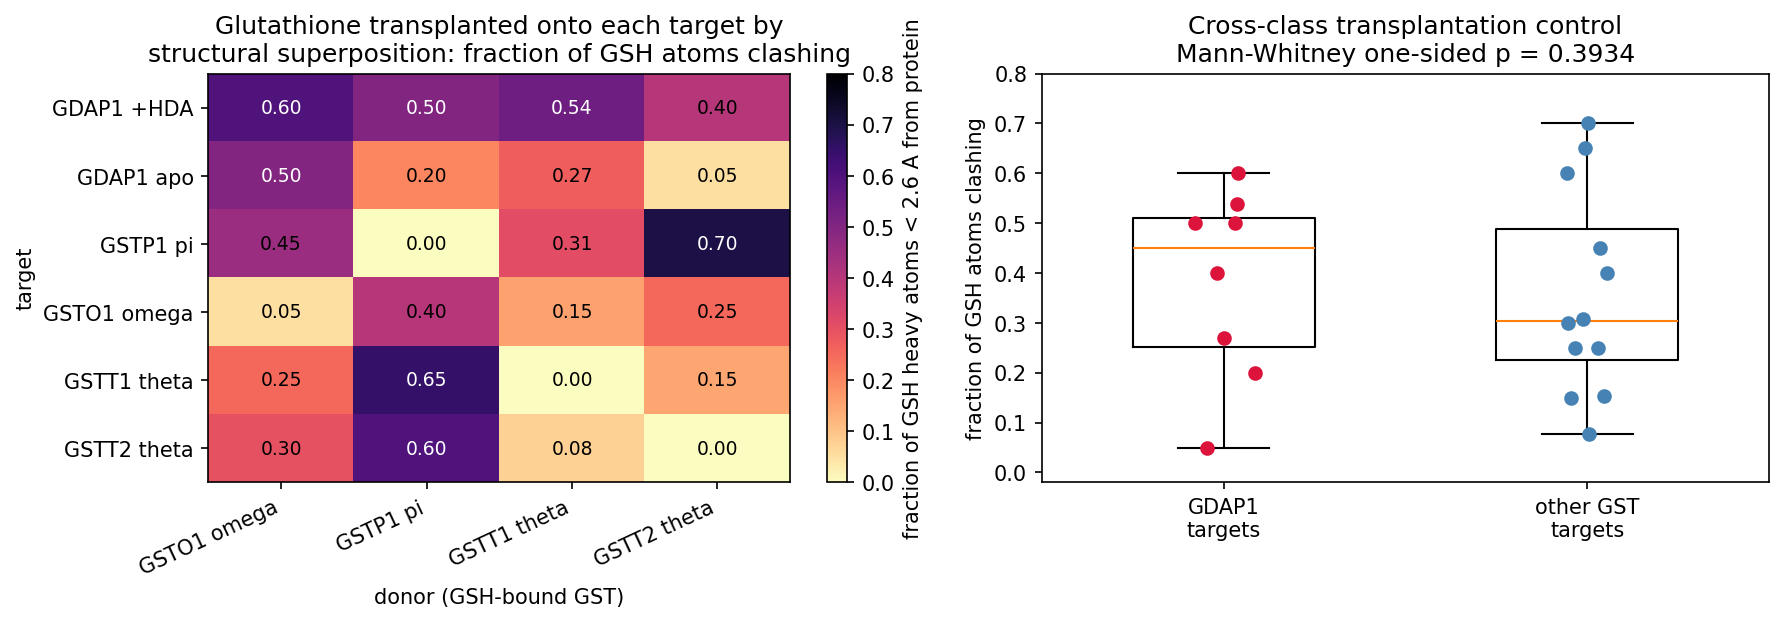 Glutathione transplanted onto each target by
structural superposition: fraction of GSH atoms clashing
target
GDAP1 +HDA
0.60
0.50
0.54
0.40
GDAP1 apo
0.50
0.20
0.27
0.05
GSTP1 pi
0.45
0.00
0.31
0.70
GSTO1 omega
0.05
0.40
0.15
0.25
GSTT1 theta
0.25
0.65
0.00
0.15
GSTT2 theta
0.30
0.60
0.08
0.00
GSTO1 omega
GSTP1 pi
GSTT1 theta
GSTT2 theta
donor (GSH-bound GST)
0.8
0.7
0.6
0.5
0.4
0.3
0.2
0.1
0.0
fraction of GSH heavy atoms < 2.6 A from protein
Cross-class transplantation control
Mann-Whitney one-sided p = 0.3934
fraction of GSH atoms clashing
0.8
0.7
0.6
0.5
0.4
0.3
0.2
0.1
0.0
GDAP1
targets
other GST
targets